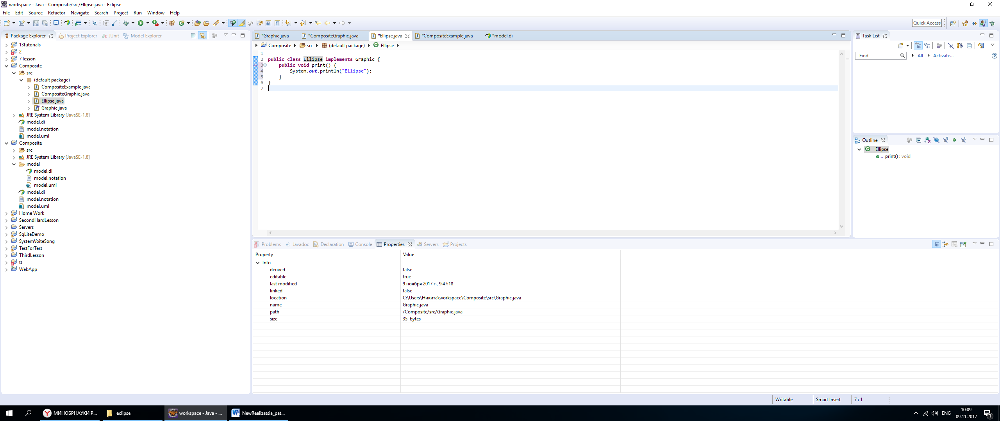 workspace - Java - Composite/src/Ellipse.java - Eclipse
File Edit Source Refactor Navigate Search Project Run Window Help
Quick Access
Package Explorer Project Explorer JUnit Model Explorer
13tutorials
2
7 lesson
Composite
src
(default package)
CompositeExample.java
CompositeGraphic.java
Ellipse.java
Graphic.java
JRE System Library [JavaSE-1.8]
model.di
model.notation
model.uml
Composite
src
JRE System Library [JavaSE-1.8]
model
model.di
model.notation
model.uml
model.di
model.notation
model.uml
Home Work
SecondHardLesson
Servers
SqLiteDemo
SystemVoiteSong
TestForTest
ThirdLesson
tt
WebApp
*Graphic.java *CompositeGraphic.java *Ellipse.java *CompositeExample.java *model.di
Composite src (default package) Ellipse
1
2 public class Ellipse implements Graphic {
3 public void print() {
4 System.out.println("Ellipse");
5 }
6 }
7
Task List
Find All Activate...
Outline
Ellipse
print() : void
Problems Javadoc Declaration Console Properties Servers Projects
Property Value
Info
derived false
editable true
last modified 9 ноября 2017 г., 9:47:18
linked false
location C:\Users\Никита\workspace\Composite\src\Graphic.java
name Graphic.java
path /Composite/src/Graphic.java
size 35 bytes
Writable Smart Insert 7 : 1
МИНОБРНАУКИ Р... eclipse workspace - Java - ... NewRealizatsia_pat... ENG 10:09
09.11.2017
1